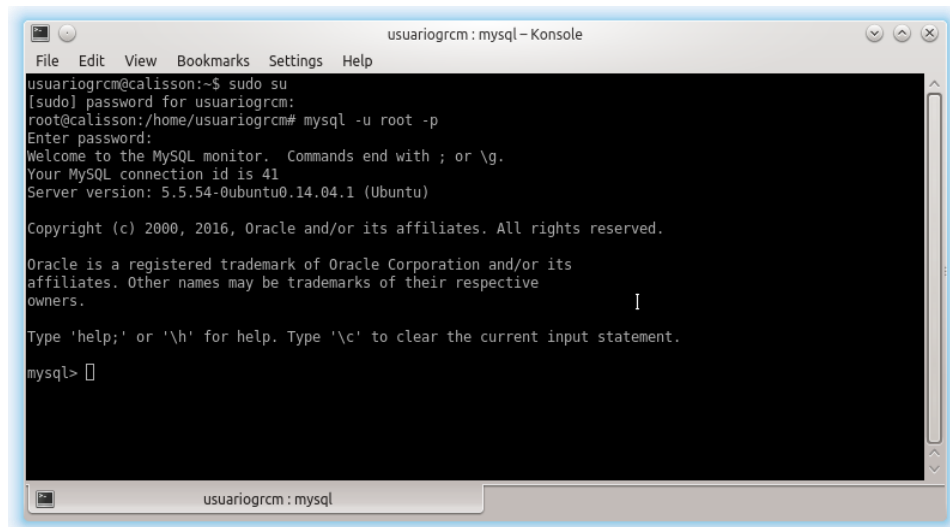 usuariogrcm : mysql – Konsole
File Edit View Bookmarks Settings Help
usuariogrcm@calisson:~$ sudo su
[sudo] password for usuariogrcm:
root@calisson:/home/usuariogrcm# mysql -u root -p
Enter password:
Welcome to the MySQL monitor.  Commands end with ; or \g.
Your MySQL connection id is 41
Server version: 5.5.54-0ubuntu0.14.04.1 (Ubuntu)
Copyright (c) 2000, 2016, Oracle and/or its affiliates. All rights reserved.
Oracle is a registered trademark of Oracle Corporation and/or its
affiliates. Other names may be trademarks of their respective
owners.
Type 'help;' or '\h' for help. Type '\c' to clear the current input statement.
mysql>
usuariogrcm : mysql